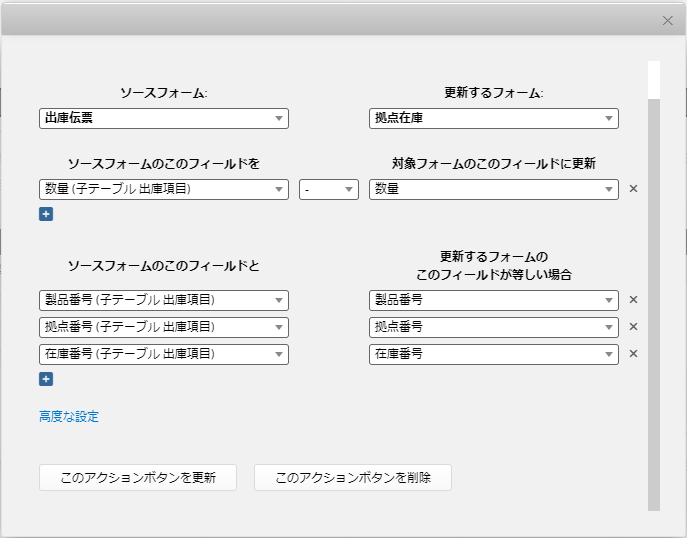 ソースフォーム:
更新するフォーム:
出庫伝票
拠点在庫
ソースフォームのこのフィールドを
対象フォームのこのフィールドに更新
数量 (子テーブル 出庫項目)
-
数量
ソースフォームのこのフィールドと
更新するフォームの
このフィールドが等しい場合
製品番号 (子テーブル 出庫項目)
製品番号
拠点番号 (子テーブル 出庫項目)
拠点番号
在庫番号 (子テーブル 出庫項目)
在庫番号
高度な設定
このアクションボタンを更新
このアクションボタンを削除